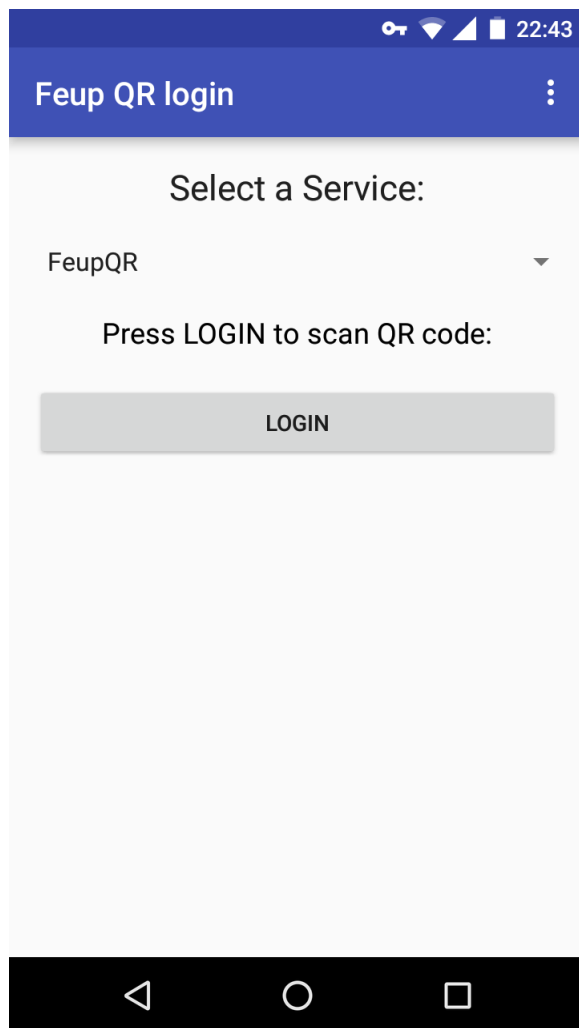 22:43
Feup QR login
Select a Service:
FeupQR
Press LOGIN to scan QR code:
LOGIN